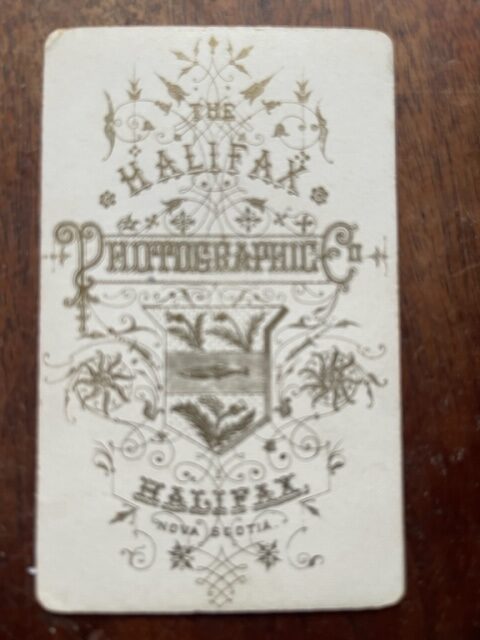 THE
HALIFAX
PHOTOGRAPHIC Co
HALIFAX,
NOVA SCOTIA.